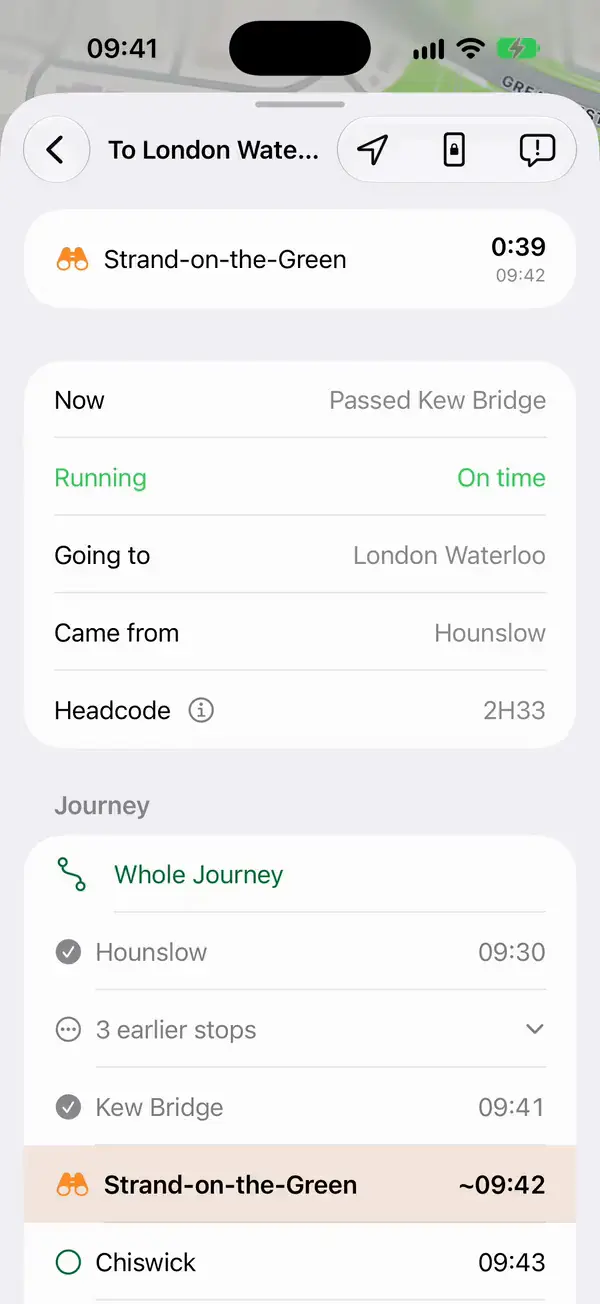 09:41
To London Wate...
Strand-on-the-Green
0:39
09:42
Now
Passed Kew Bridge
Running
On time
Going to
London Waterloo
Came from
Hounslow
Headcode
2H33
Journey
Whole Journey
Hounslow
09:30
3 earlier stops
Kew Bridge
09:41
Strand-on-the-Green
~09:42
Chiswick
09:43